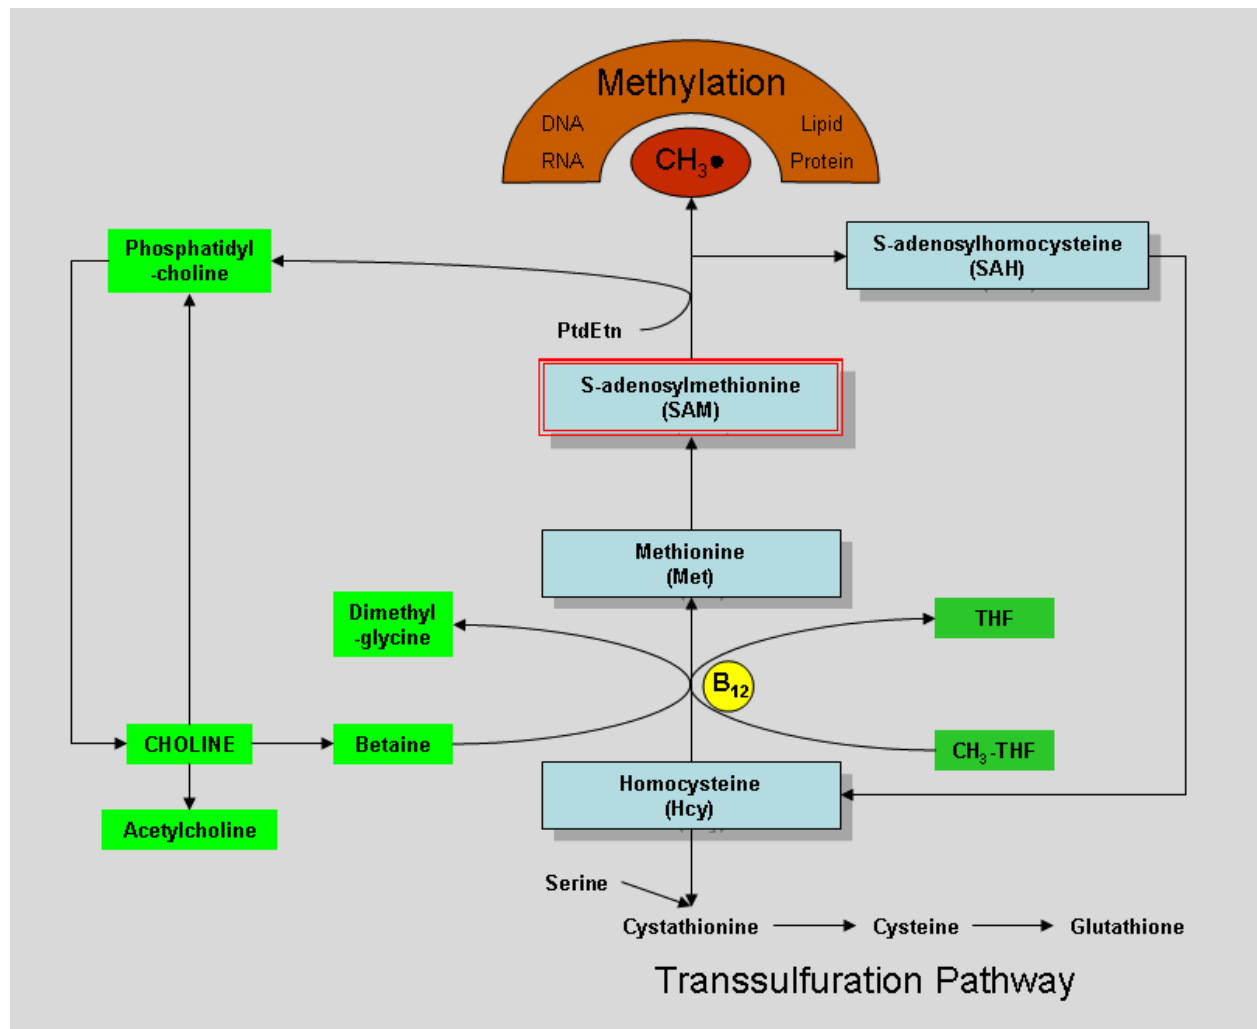 Methylation
DNA
Lipid
RNA
CH₃•
Protein
Phosphatidyl
-choline
S-adenosylhomocysteine
(SAH)
PtdEtn
S-adenosylmethionine
(SAM)
Methionine
(Met)
Dimethyl
-glycine
THF
B₁₂
CHOLINE
Betaine
CH₃-THF
Homocysteine
(Hcy)
Acetylcholine
Serine
Cystathionine
Cysteine
Glutathione
Transsulfuration Pathway